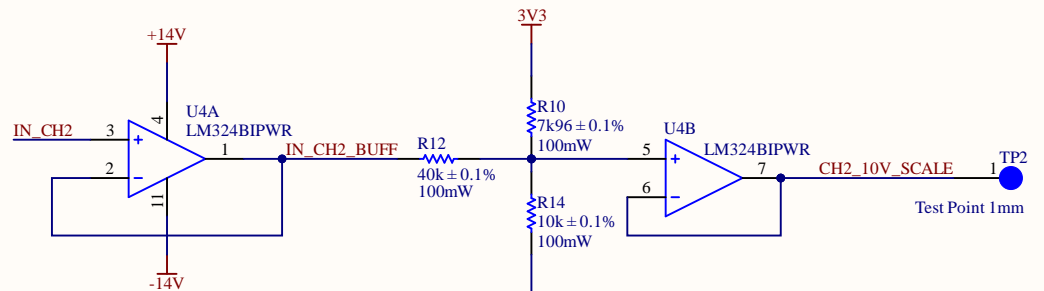 3V3
+14V
U4A
LM324BIPWR
4
IN_CH2
3
2
1
11
-14V
IN_CH2_BUFF
R12
40k ± 0.1%
100mW
R10
7k96 ± 0.1%
100mW
R14
10k ± 0.1%
100mW
U4B
LM324BIPWR
5
6
7
CH2_10V_SCALE
1
TP2
Test Point 1mm